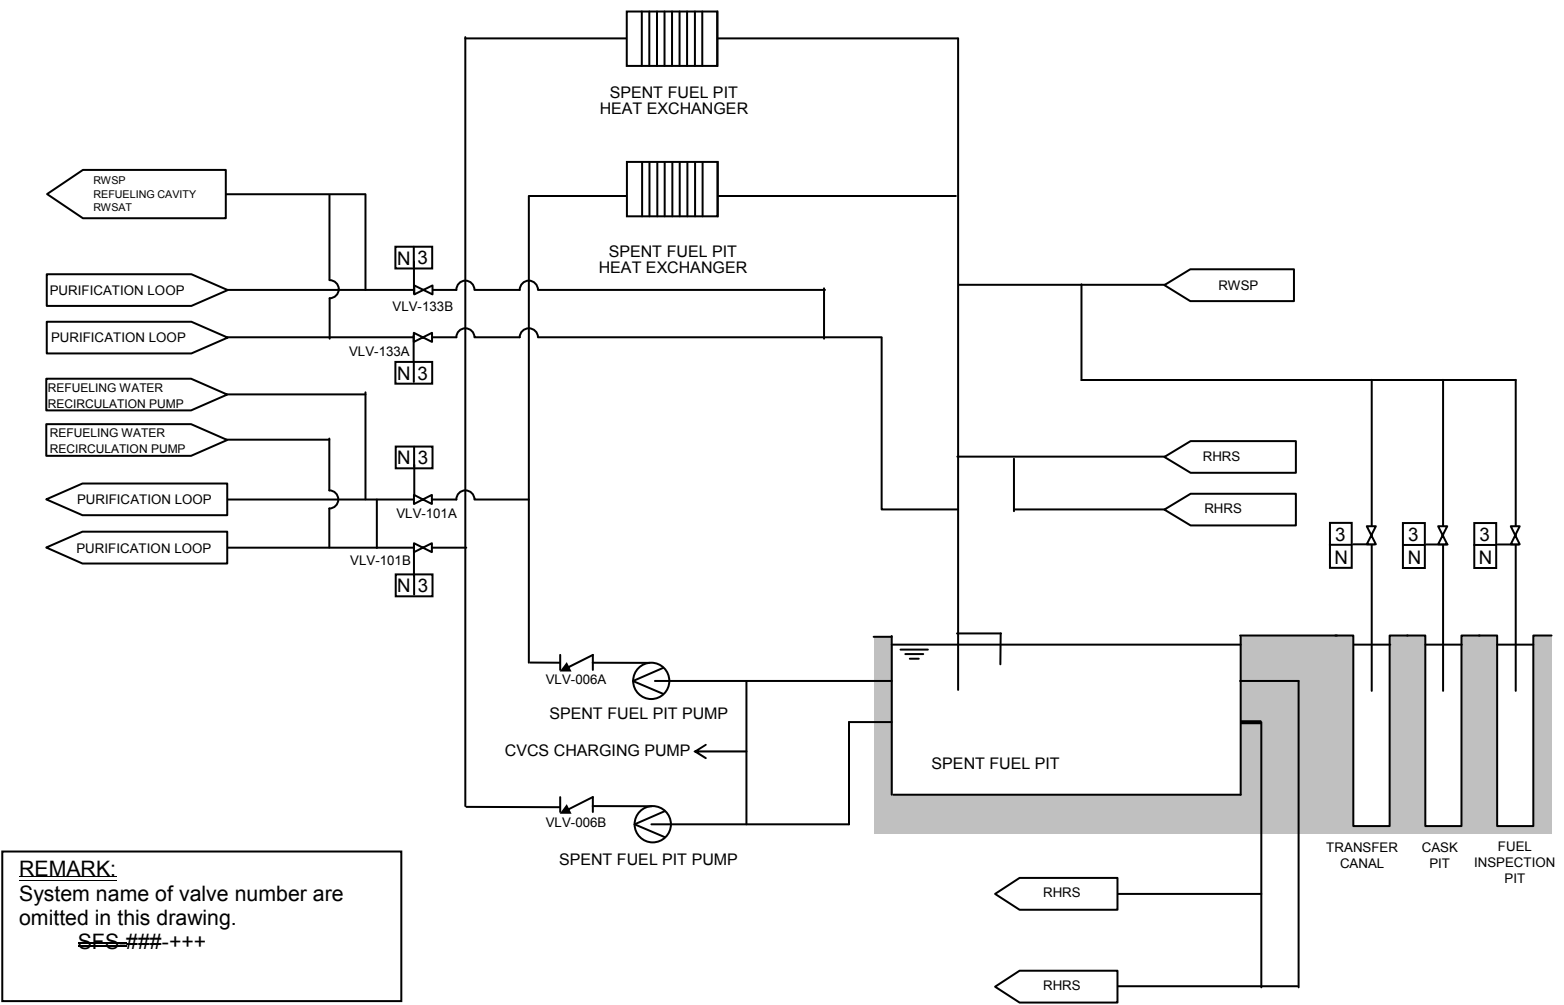 SPENT FUEL PIT
HEAT EXCHANGER
RWSP
REFUELING CAVITY
RWSAT
SPENT FUEL PIT
HEAT EXCHANGER
N 3
PURIFICATION LOOP
VLV-133B
RWSP
PURIFICATION LOOP
VLV-133A
N 3
REFUELING WATER
RECIRCULATION PUMP
REFUELING WATER
RECIRCULATION PUMP
N 3
RHRS
PURIFICATION LOOP
VLV-101A
RHRS
PURIFICATION LOOP
VLV-101B
N 3
3
N
3
N
3
N
VLV-006A
SPENT FUEL PIT PUMP
CVCS CHARGING PUMP
SPENT FUEL PIT
VLV-006B
SPENT FUEL PIT PUMP
TRANSFER
CANAL
CASK
PIT
FUEL
INSPECTION
PIT
RHRS
RHRS
REMARK:
System name of valve number are
omitted in this drawing.
SFS-###-+++